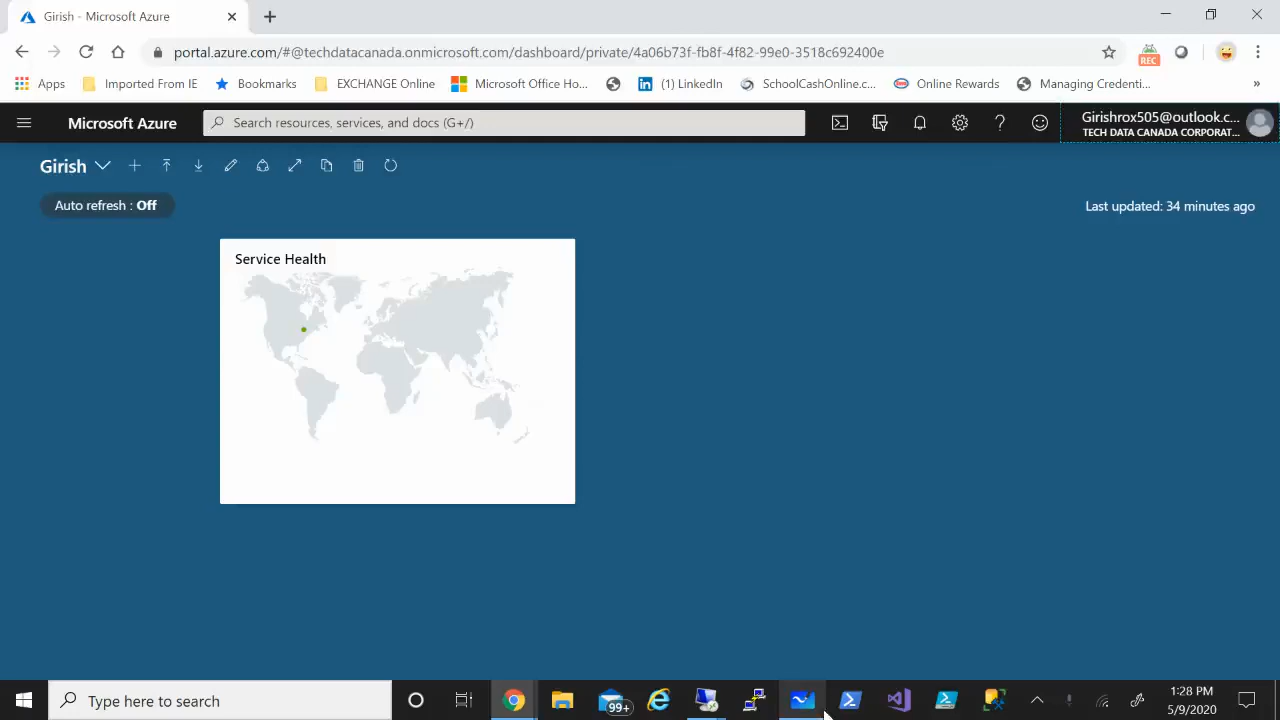 Girish - Microsoft Azure
portal.azure.com/#@techdatacanada.onmicrosoft.com/dashboard/private/4a06b73f-fb8f-4f82-99e0-3518c692400e
REC
Apps
Imported From IE
Bookmarks
EXCHANGE Online
Microsoft Office Ho...
(1) LinkedIn
SchoolCashOnline.c...
Online Rewards
Managing Credenti...
»
Microsoft Azure
Search resources, services, and docs (G+/)
Girishrox505@outlook.c...
TECH DATA CANADA CORPORAT...
Girish
Auto refresh : Off
Last updated: 34 minutes ago
Service Health
Type here to search
99+
1:28 PM
5/9/2020